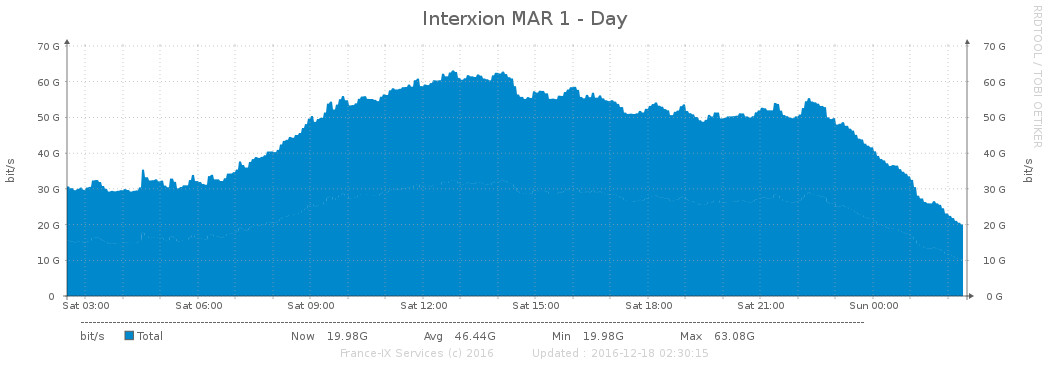 Interxion MAR 1 - Day
RRDTOOL / TOBI OETIKER
70 G 70 G
60 G 60 G
50 G 50 G
40 G 40 G
30 G 30 G
20 G 20 G
10 G 10 G
0 0 G
bit/s bit/s
Sat 03:00 Sat 06:00 Sat 09:00 Sat 12:00 Sat 15:00 Sat 18:00 Sat 21:00 Sun 00:00
bit/s Total Now 19.98G Avg 46.44G Min 19.98G Max 63.08G
France-IX Services (c) 2016 Updated : 2016-12-18 02:30:15